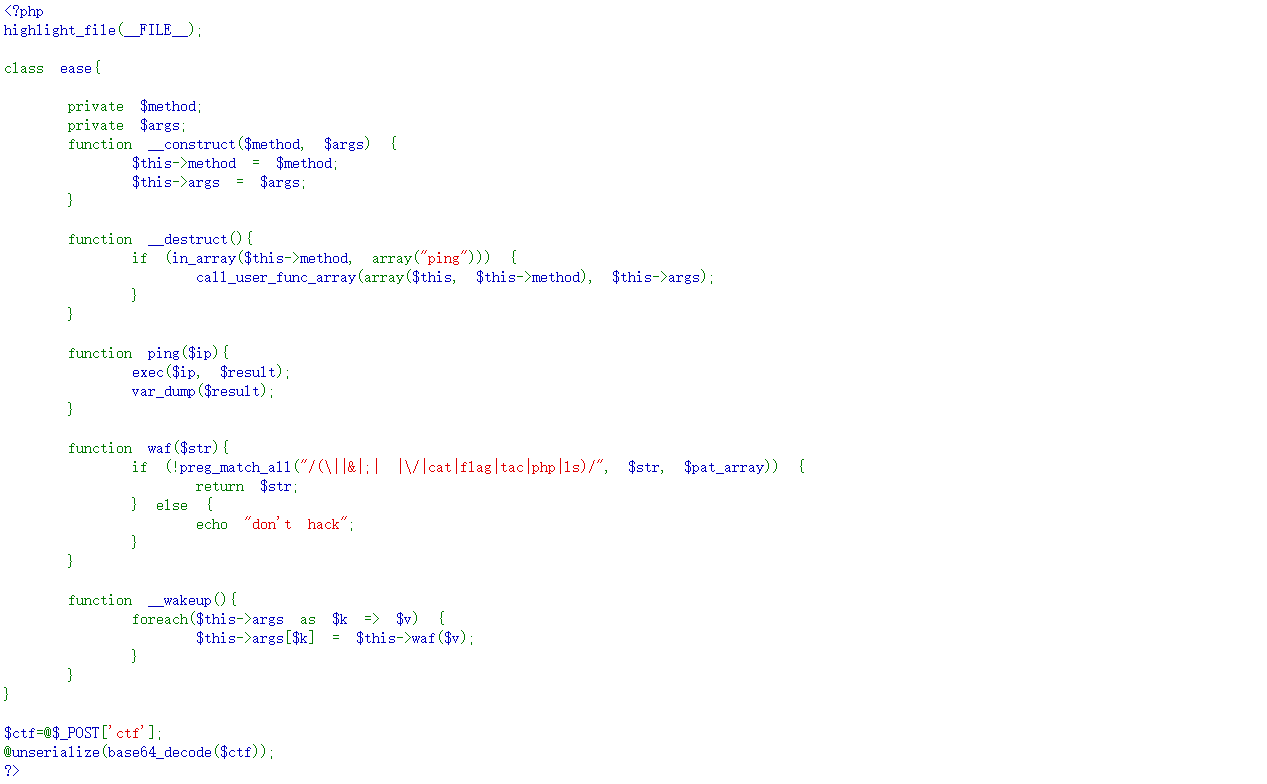 <?php
highlight_file(__FILE__);
class ease{
private $method;
private $args;
function __construct($method, $args) {
$this->method = $method;
$this->args = $args;
}
function __destruct(){
if (in_array($this->method, array("ping"))) {
call_user_func_array(array($this, $this->method), $this->args);
}
}
function ping($ip){
exec($ip, $result);
var_dump($result);
}
function waf($str){
if (!preg_match_all("/(\||&|;| |\/|cat|flag|tac|php|ls)/", $str, $pat_array)) {
return $str;
} else {
echo "don't hack";
}
}
function __wakeup(){
foreach($this->args as $k => $v) {
$this->args[$k] = $this->waf($v);
}
}
}
$ctf=@$_POST['ctf'];
@unserialize(base64_decode($ctf));
?>